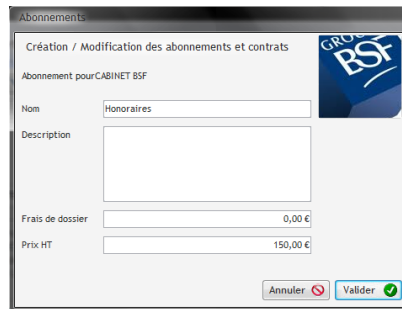 Abonnements
Création / Modification des abonnements et contrats
GRO
BSF
Abonnement pourCABINET BSF
Nom
Honoraires
Description
Frais de dossier
0,00 €
Prix HT
150,00 €
Annuler
Valider